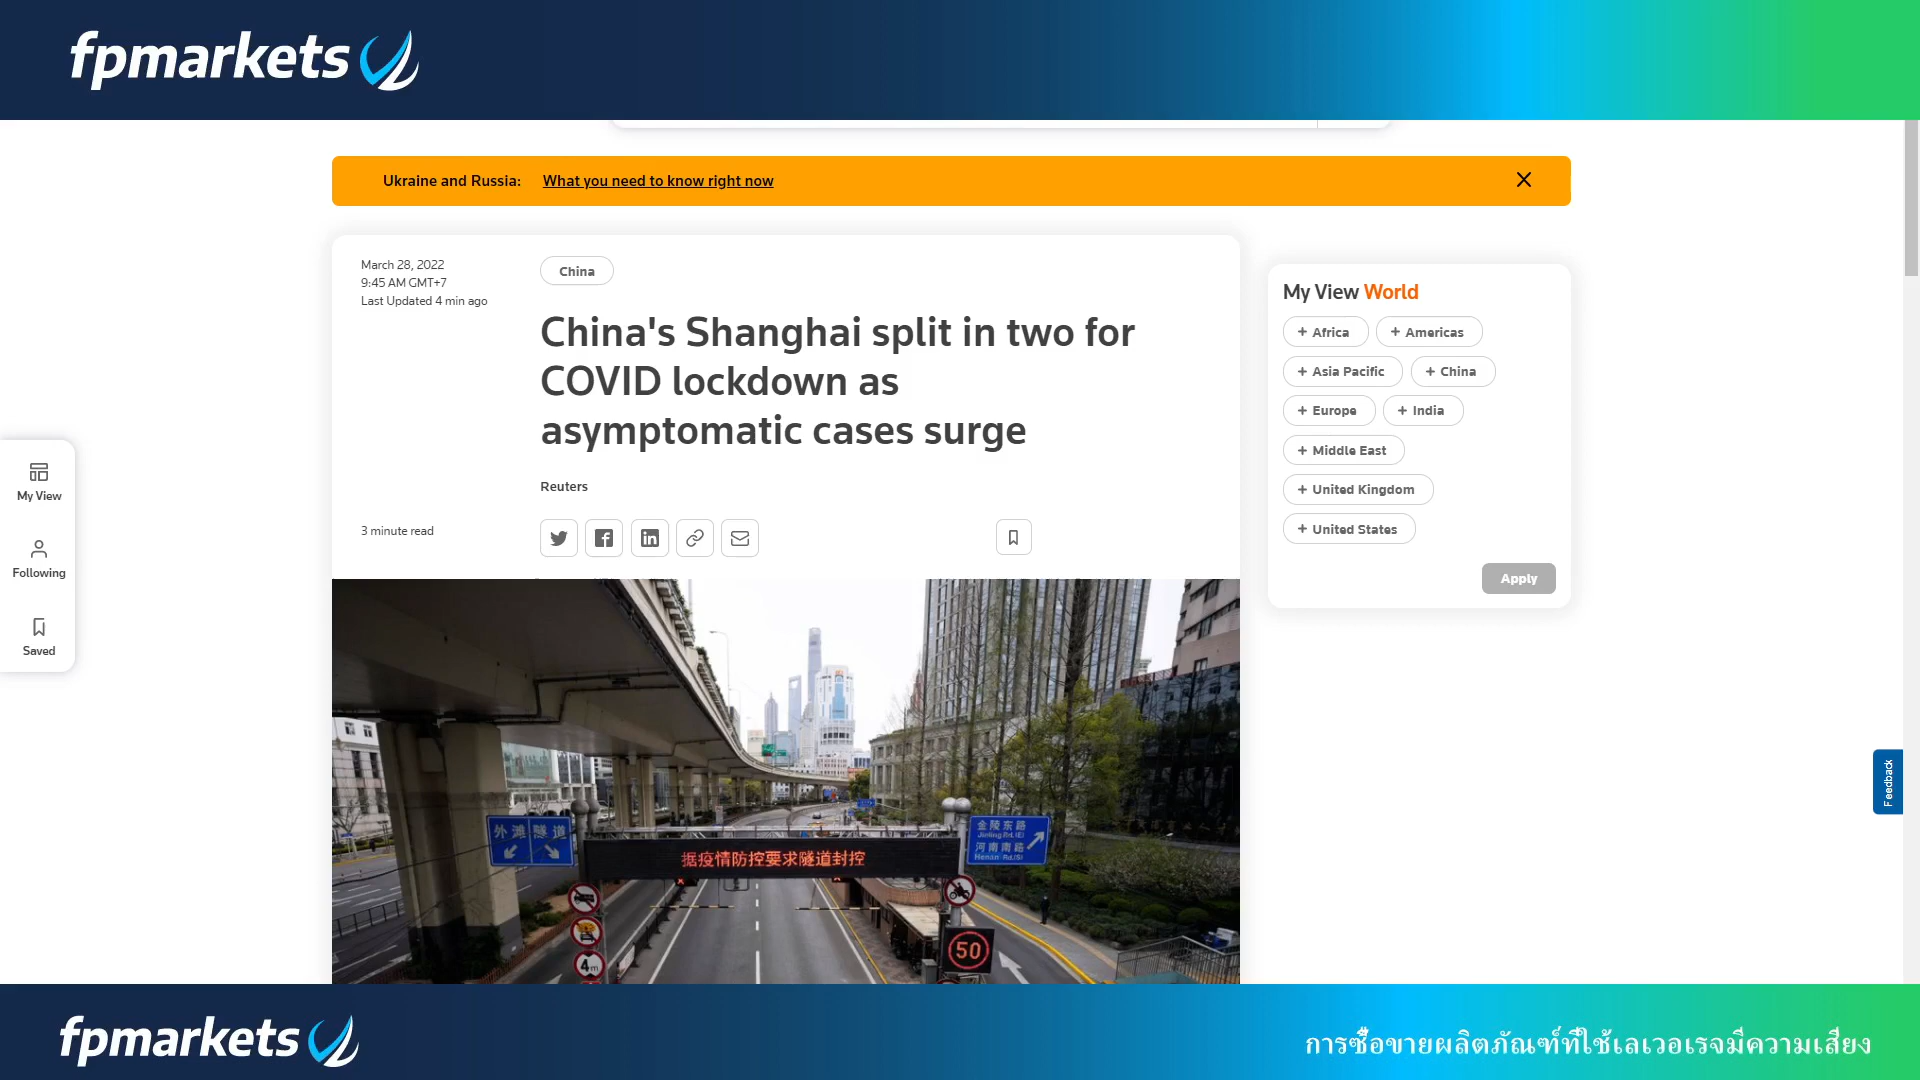 fpmarkets
Ukraine and Russia: What you need to know right now
March 28, 2022
9:45 AM GMT+7
Last Updated 4 min ago
China
China's Shanghai split in two for
COVID lockdown as
asymptomatic cases surge
Reuters
3 minute read
My View World
+ Africa + Americas
+ Asia Pacific + China
+ Europe + India
+ Middle East
+ United Kingdom
+ United States
Apply
My View
Following
Saved
Feedback
外滩隧道
据疫情防控要求隧道封控
金陵东路
Jinling Rd.(E)
河南南路
Henan Rd.(S)
4m
50
fpmarkets
การซื้อขายผลิตภัณฑ์ที่ใช้เลเวอเรจมีความเสี่ยง